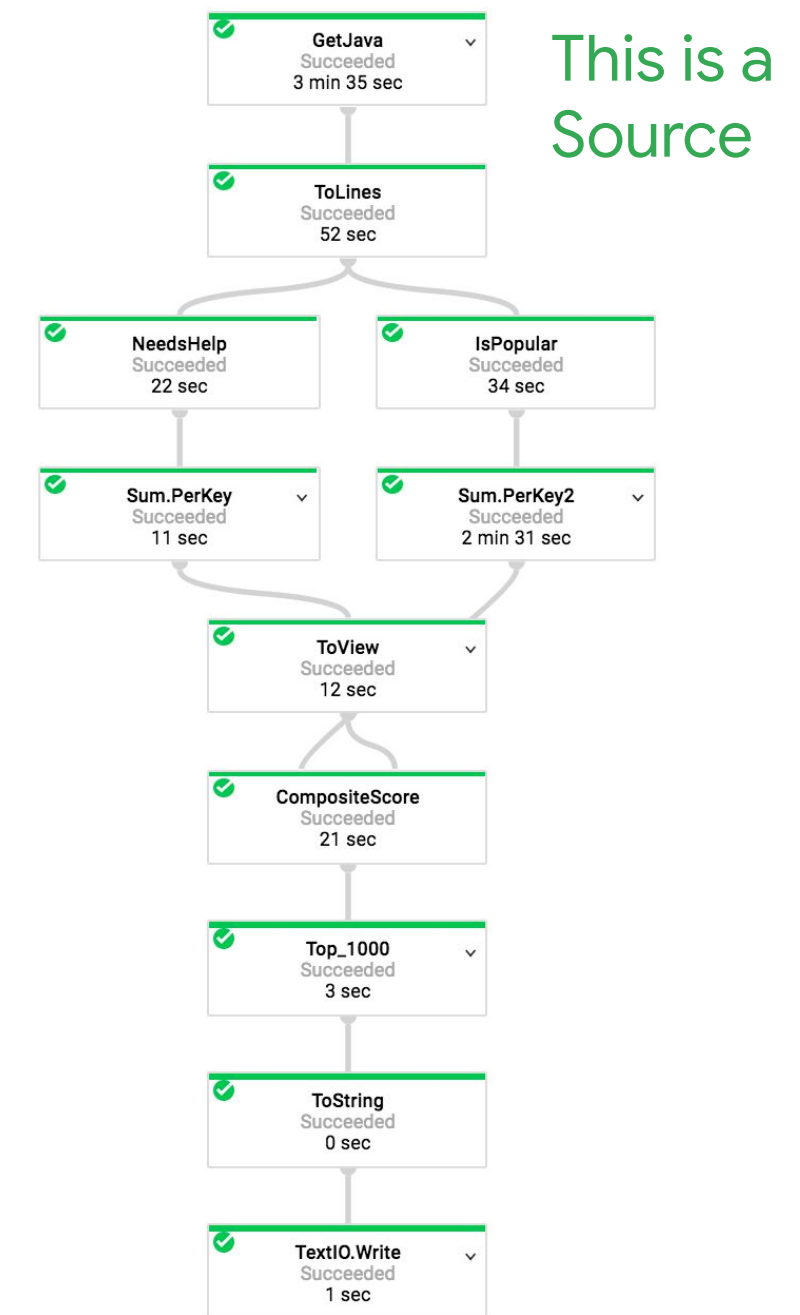 GetJava
Succeeded
3 min 35 sec
This is a
Source
ToLines
Succeeded
52 sec
NeedsHelp
Succeeded
22 sec
IsPopular
Succeeded
34 sec
Sum.PerKey
Succeeded
11 sec
Sum.PerKey2
Succeeded
2 min 31 sec
ToView
Succeeded
12 sec
CompositeScore
Succeeded
21 sec
Top_1000
Succeeded
3 sec
ToString
Succeeded
0 sec
TextIO.Write
Succeeded
1 sec